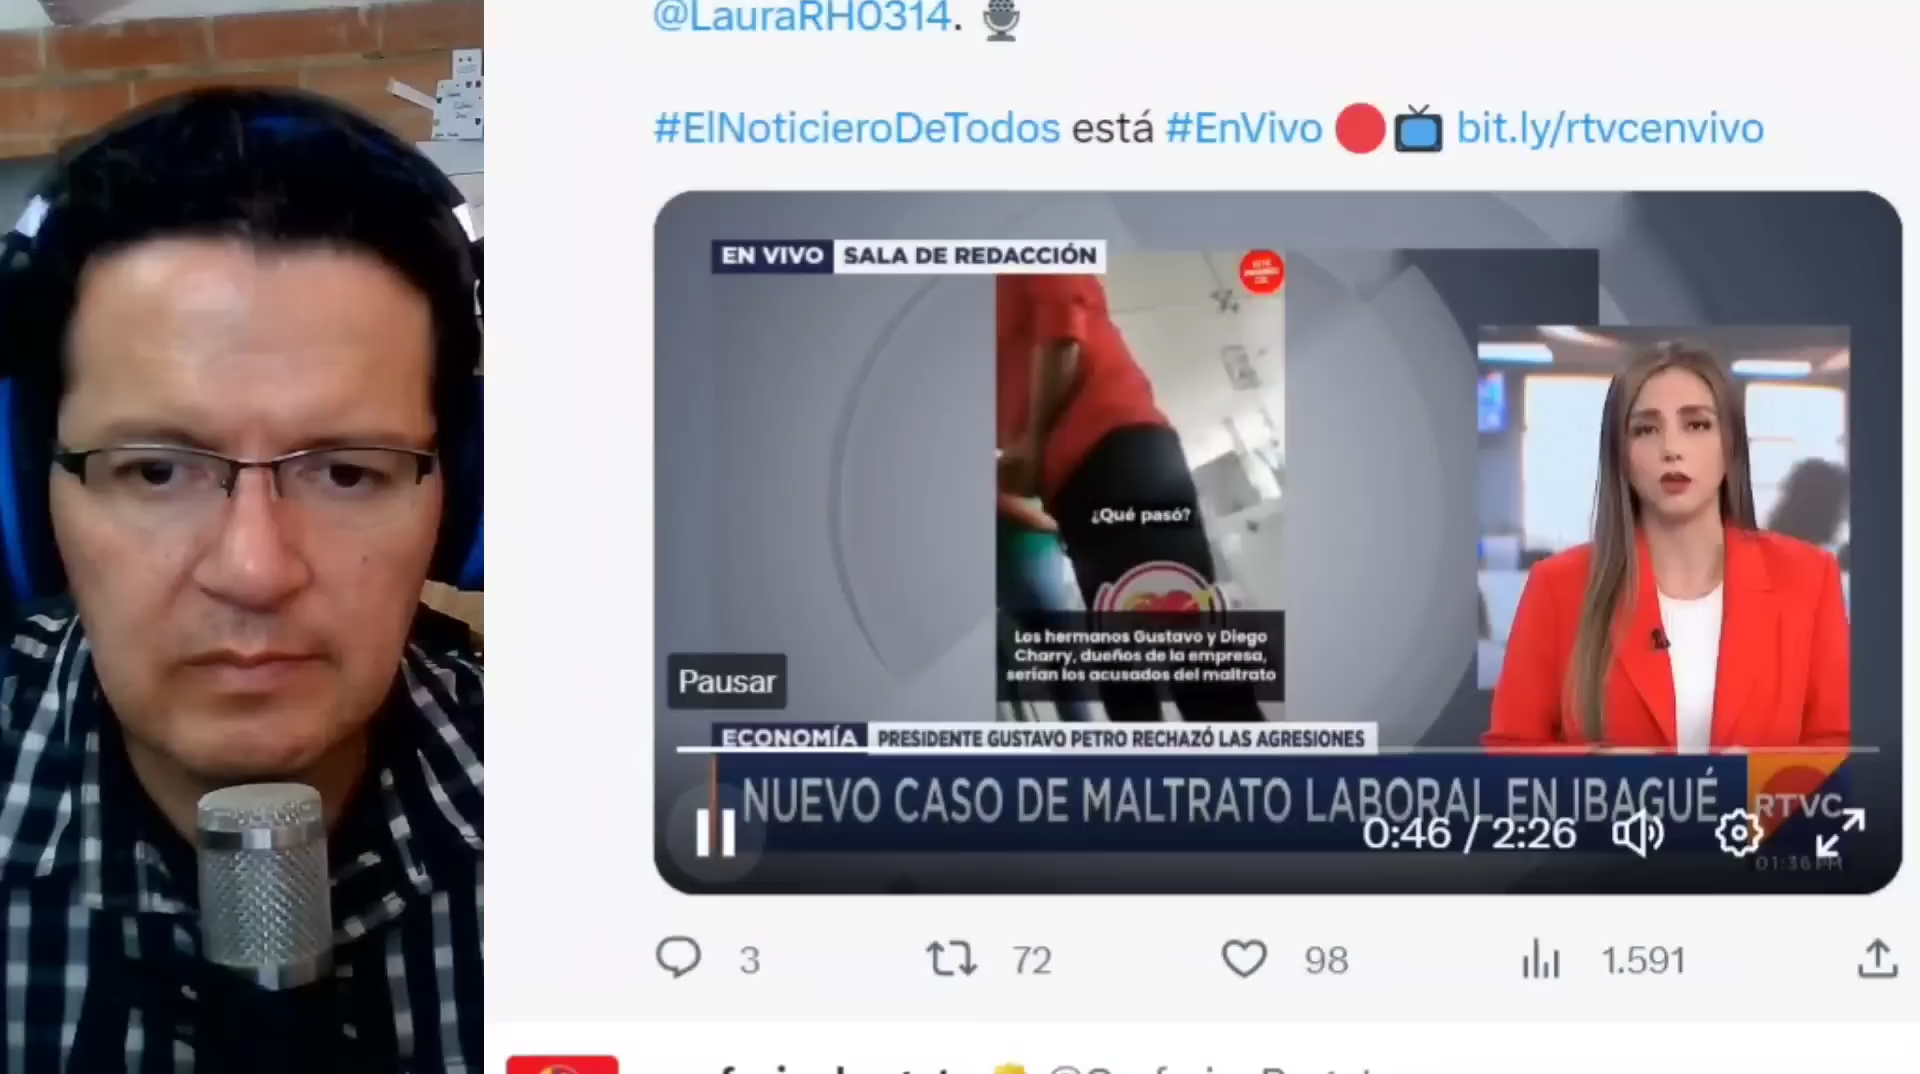 @LauraRH0314.
#ElNoticieroDeTodos está #EnVivo bit.ly/rtvcenvivo
EN VIVO SALA DE REDACCIÓN
¿Qué pasó?
Los hermanos Gustavo y Diego
Charry, dueños de la empresa,
serían los acusados del maltrato
Pausar
ECONOMÍA PRESIDENTE GUSTAVO PETRO RECHAZÓ LAS AGRESIONES
NUEVO CASO DE MALTRATO LABORAL EN IBAGUÉ
RTVC
0:46 / 2:26
01:36 PM
3 72 98 1.591